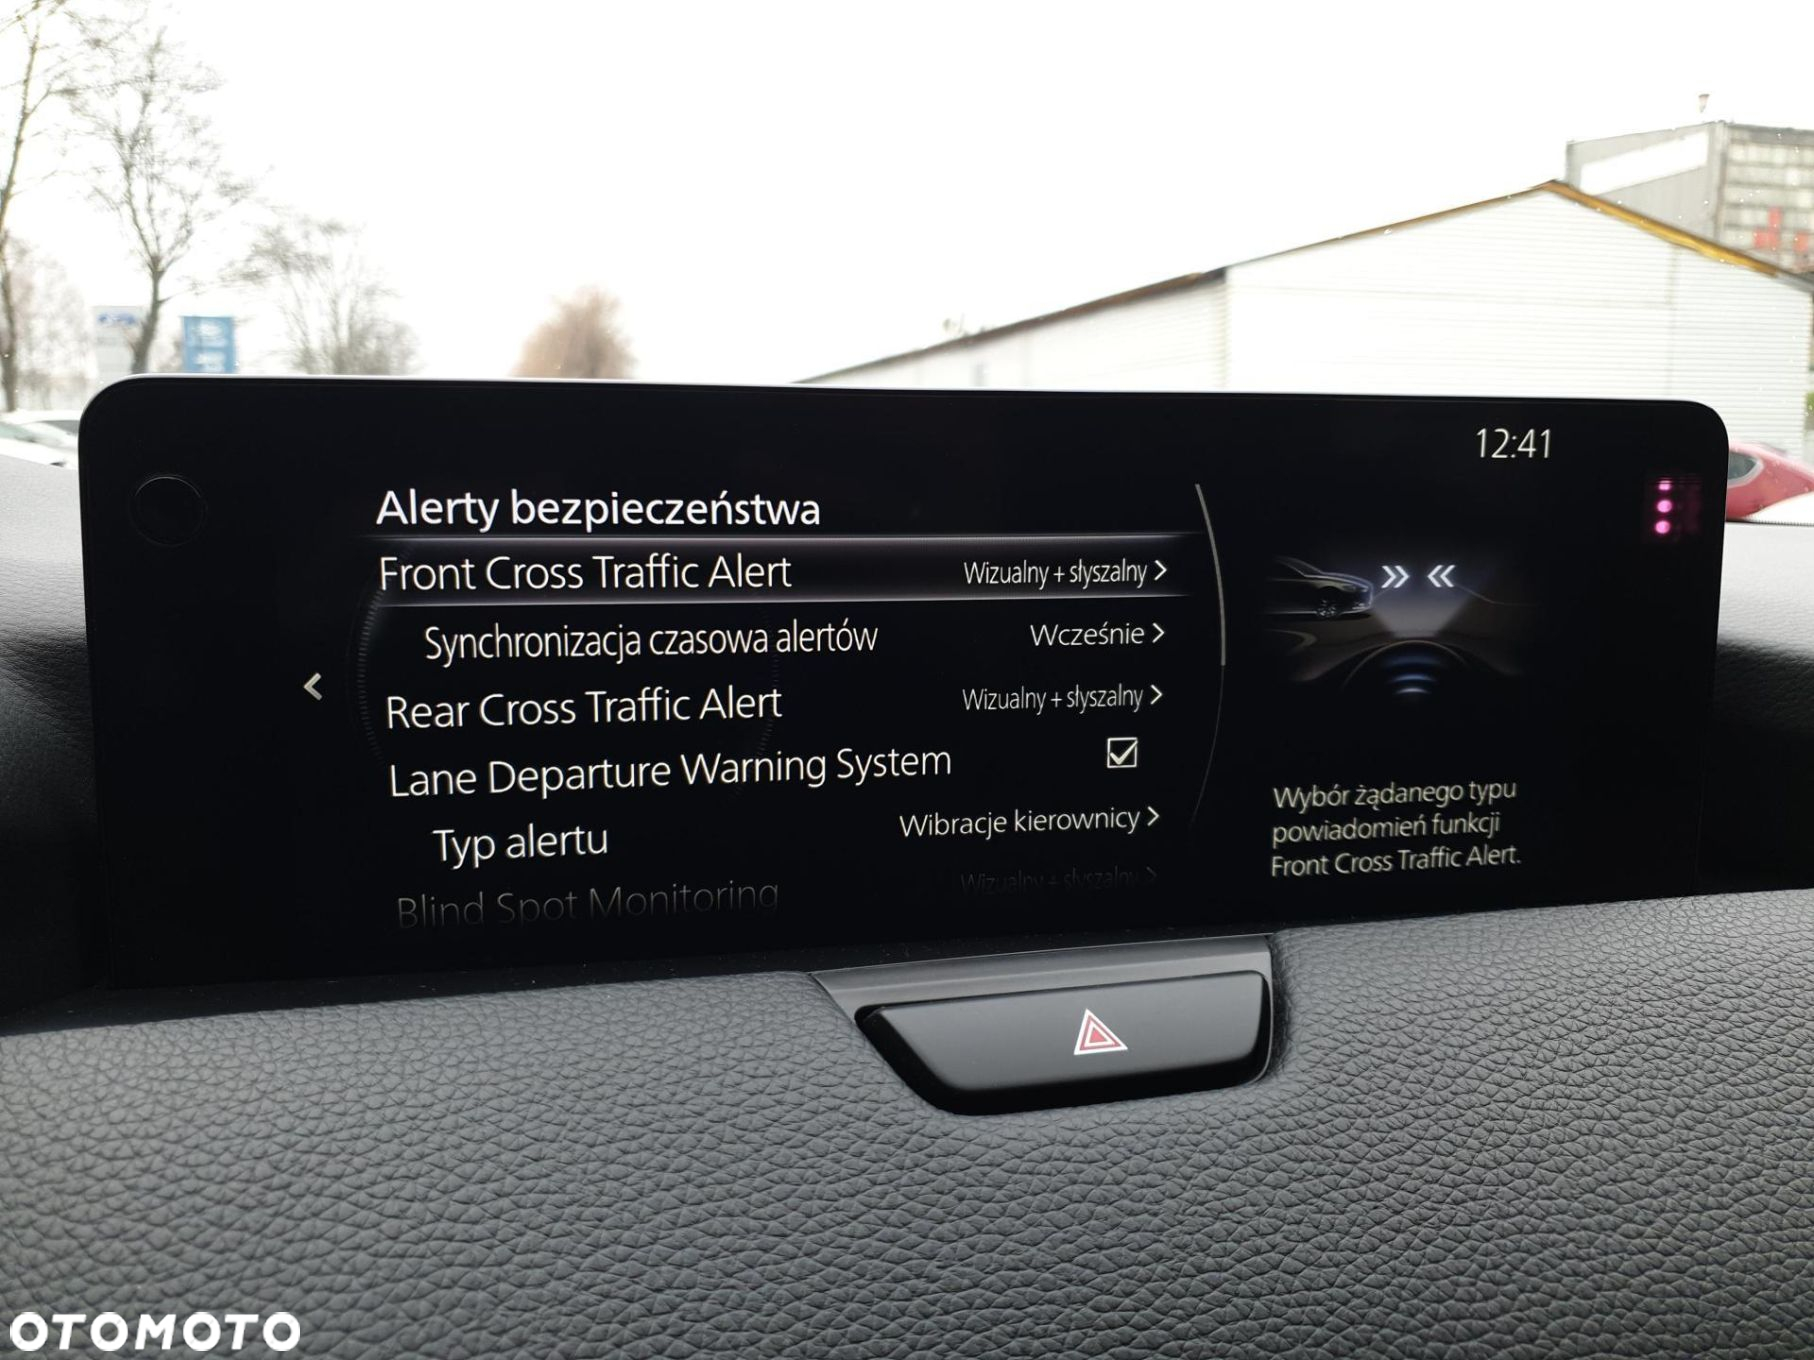 12:41
Alerty bezpieczeństwa
Front Cross Traffic Alert Wizualny + słyszalny >
Synchronizacja czasowa alertów Wcześnie >
Rear Cross Traffic Alert Wizualny + słyszalny >
Lane Departure Warning System
Typ alertu Wibracje kierownicy >
Blind Spot Monitoring Wizualny + słyszalny >
Wybór żądanego typu
powiadomień funkcji
Front Cross Traffic Alert.
OTOMOTO